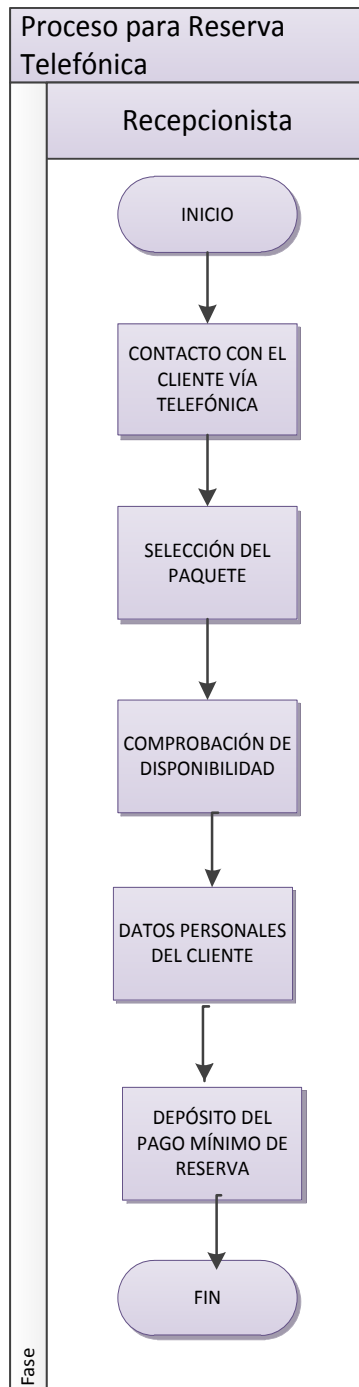 Proceso para Reserva
Telefónica
Recepcionista
INICIO
CONTACTO CON EL
CLIENTE VÍA
TELEFÓNICA
SELECCIÓN DEL
PAQUETE
COMPROBACIÓN DE
DISPONIBILIDAD
DATOS PERSONALES
DEL CLIENTE
DEPÓSITO DEL
PAGO MÍNIMO DE
RESERVA
FIN
Fase